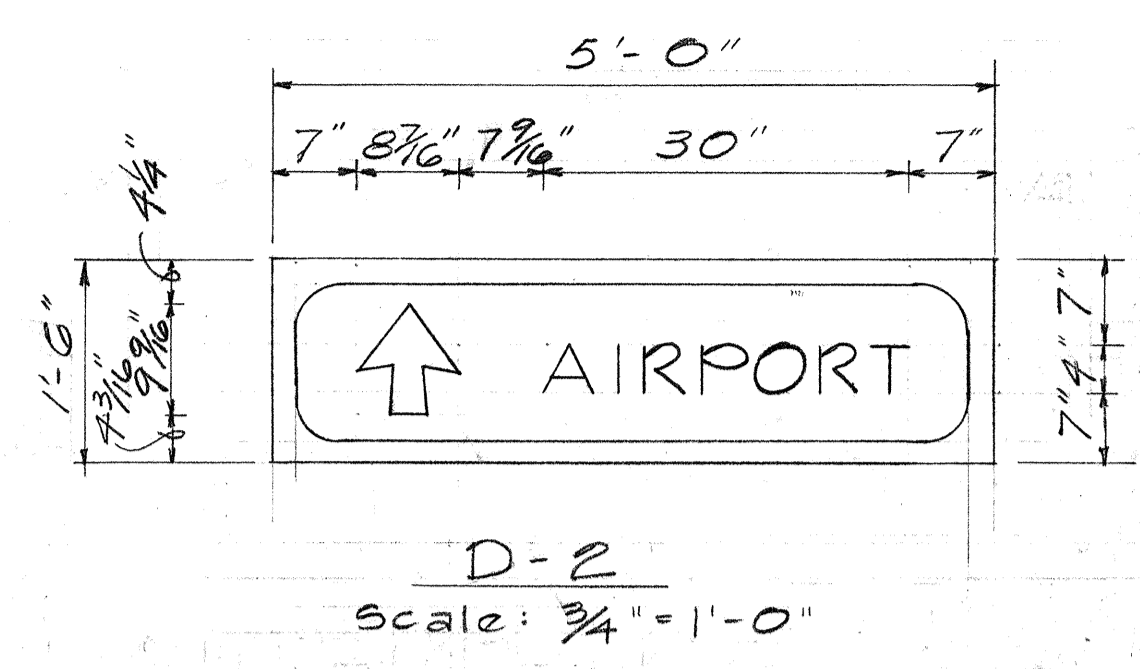 5'-0"
7" 8 7/16" 7 9/16" 30" 7"
4 1/4"
1'-6"
9 9/16"
4 3/16"
7"
4"
7"
AIRPORT
D-2
Scale: 3/4" = 1'-0"